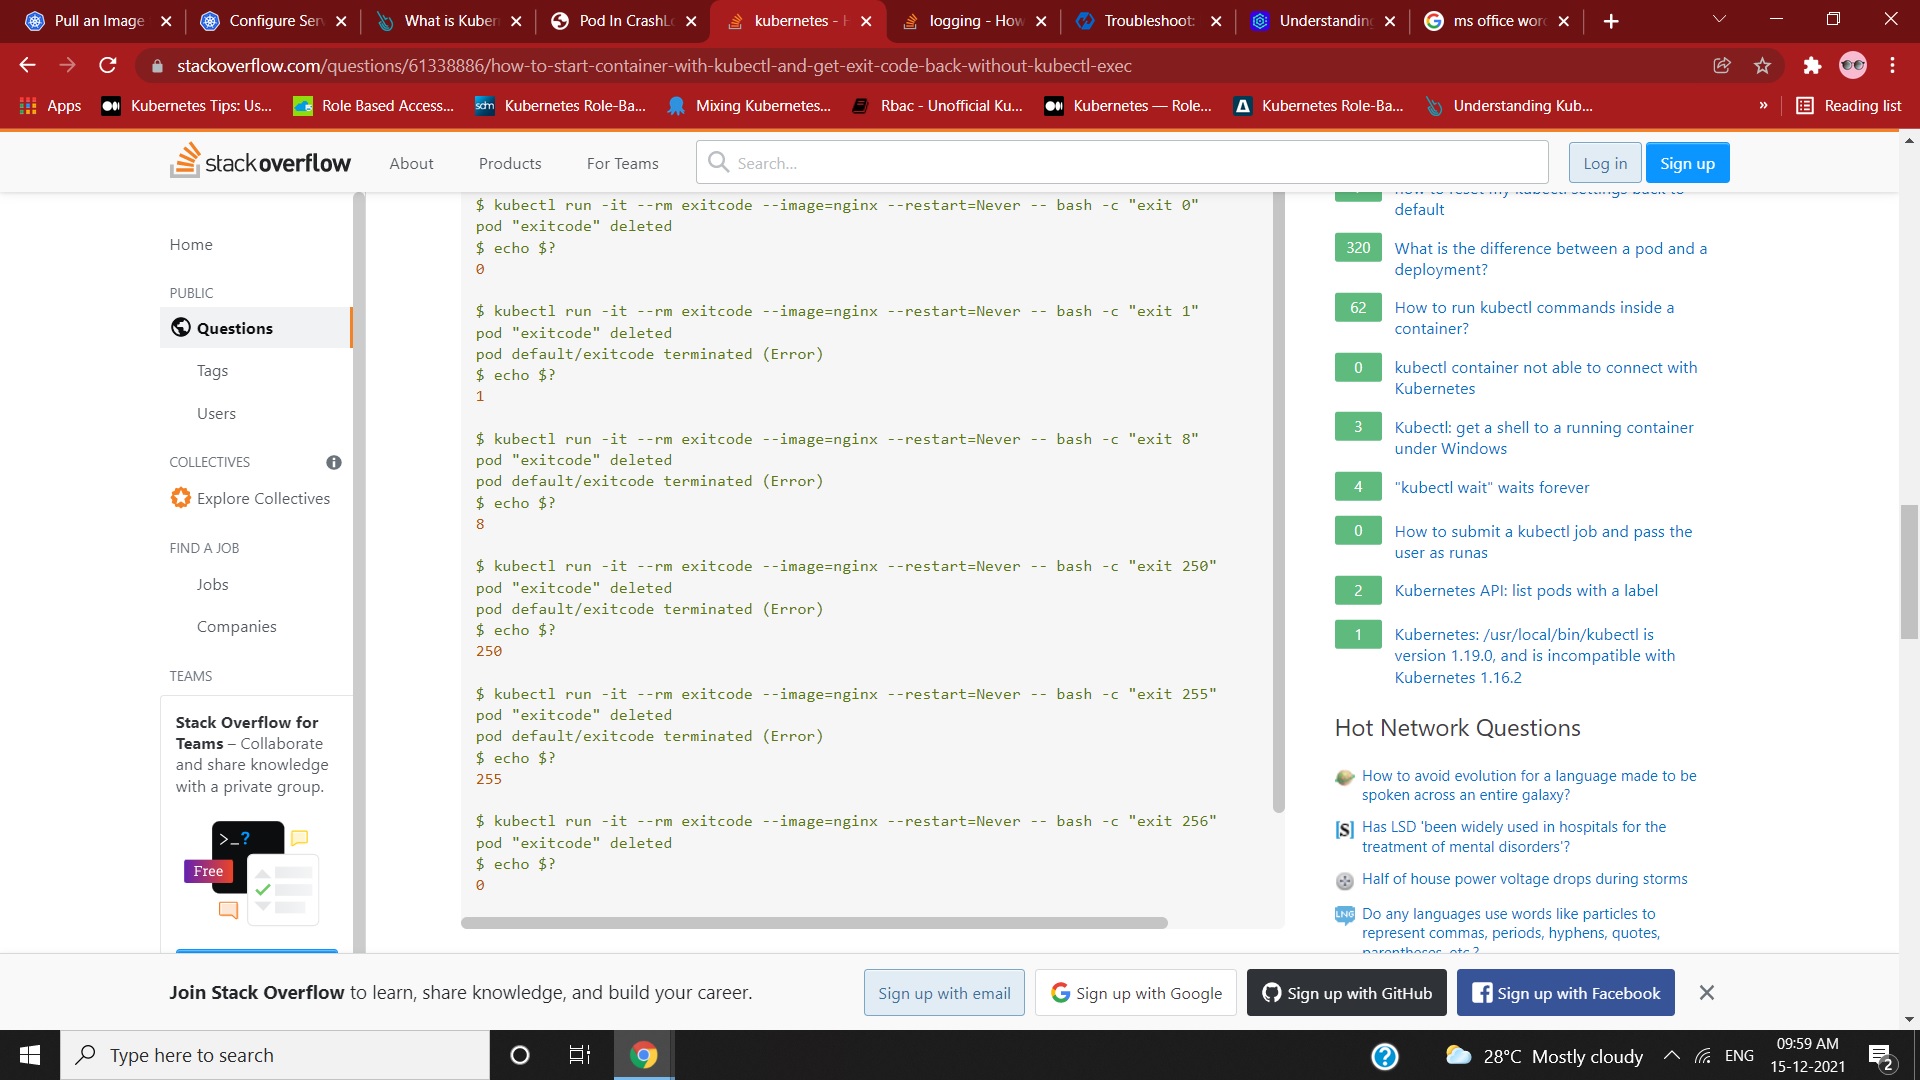 Pull an Image
Configure Ser
What is Kuber
Pod In CrashL
kubernetes - H
logging - How
Troubleshoot:
Understanding
ms office wor
stackoverflow.com/questions/61338886/how-to-start-container-with-kubectl-and-get-exit-code-back-without-kubectl-exec
Apps
Kubernetes Tips: Us...
Role Based Access...
sdm
Kubernetes Role-Ba...
Mixing Kubernetes...
Rbac - Unofficial Ku...
Kubernetes — Role...
Kubernetes Role-Ba...
Understanding Kub...
»
Reading list
stack overflow
About
Products
For Teams
Search...
Log in
Sign up
Home
PUBLIC
Questions
Tags
Users
COLLECTIVES
Explore Collectives
FIND A JOB
Jobs
Companies
TEAMS
Stack Overflow for
Teams – Collaborate
and share knowledge
with a private group.
>_?
Free
$ kubectl run -it --rm exitcode --image=nginx --restart=Never -- bash -c "exit 0"
pod "exitcode" deleted
$ echo $?
0
$ kubectl run -it --rm exitcode --image=nginx --restart=Never -- bash -c "exit 1"
pod "exitcode" deleted
pod default/exitcode terminated (Error)
$ echo $?
1
$ kubectl run -it --rm exitcode --image=nginx --restart=Never -- bash -c "exit 8"
pod "exitcode" deleted
pod default/exitcode terminated (Error)
$ echo $?
8
$ kubectl run -it --rm exitcode --image=nginx --restart=Never -- bash -c "exit 250"
pod "exitcode" deleted
pod default/exitcode terminated (Error)
$ echo $?
250
$ kubectl run -it --rm exitcode --image=nginx --restart=Never -- bash -c "exit 255"
pod "exitcode" deleted
pod default/exitcode terminated (Error)
$ echo $?
255
$ kubectl run -it --rm exitcode --image=nginx --restart=Never -- bash -c "exit 256"
pod "exitcode" deleted
$ echo $?
0
how to reset my kubectl settings back to
default
320
What is the difference between a pod and a
deployment?
62
How to run kubectl commands inside a
container?
0
kubectl container not able to connect with
Kubernetes
3
Kubectl: get a shell to a running container
under Windows
4
"kubectl wait" waits forever
0
How to submit a kubectl job and pass the
user as runas
2
Kubernetes API: list pods with a label
1
Kubernetes: /usr/local/bin/kubectl is
version 1.19.0, and is incompatible with
Kubernetes 1.16.2
Hot Network Questions
How to avoid evolution for a language made to be
spoken across an entire galaxy?
[S]
Has LSD 'been widely used in hospitals for the
treatment of mental disorders'?
Half of house power voltage drops during storms
LNG
Do any languages use words like particles to
represent commas, periods, hyphens, quotes,
parentheses, etc.?
Join Stack Overflow to learn, share knowledge, and build your career.
Sign up with email
Sign up with Google
Sign up with GitHub
Sign up with Facebook
Type here to search
28°C Mostly cloudy
ENG
09:59 AM
15-12-2021
2